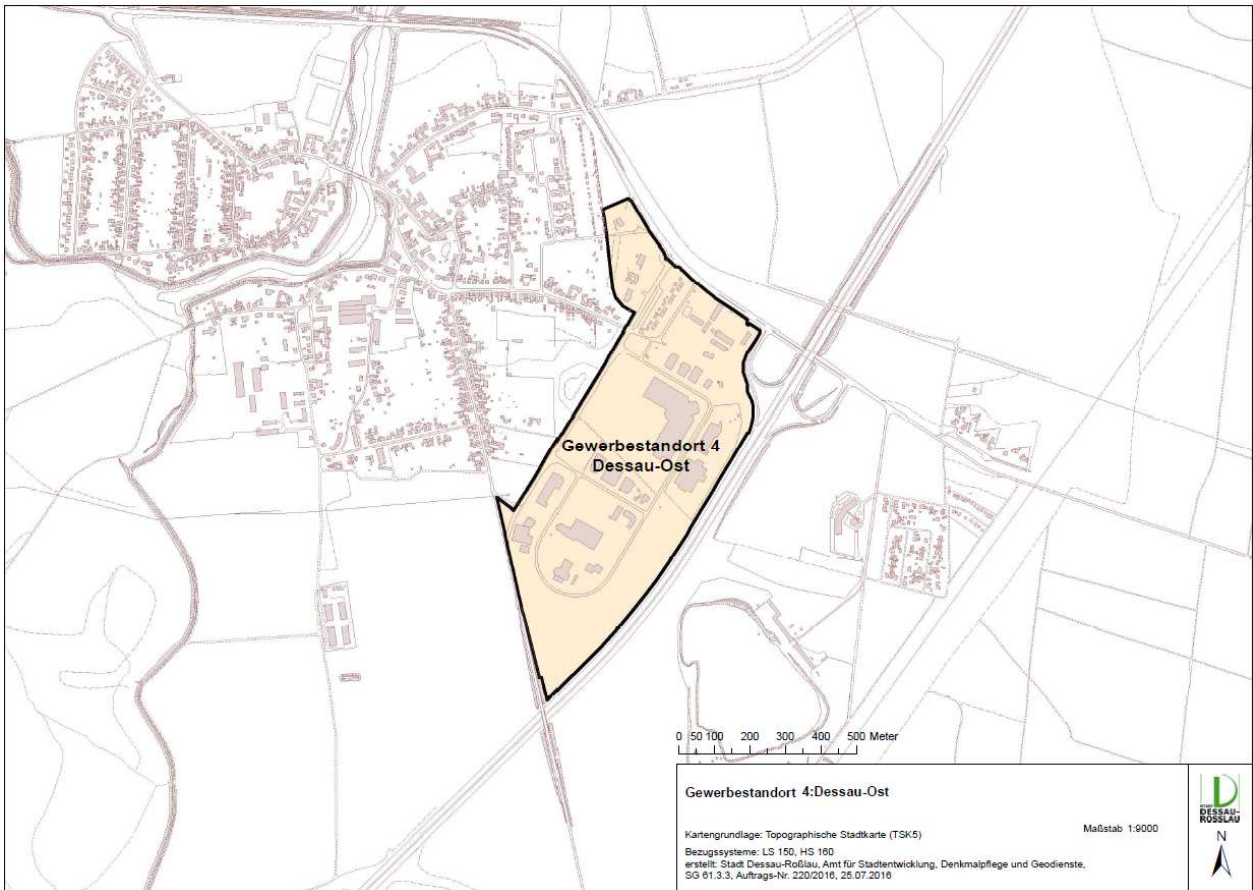 Gewerbestandort 4
Dessau-Ost
0 50 100 200 300 400 500 Meter
Gewerbestandort 4:Dessau-Ost
Kartengrundlage: Topographische Stadtkarte (TSK5)
Maßstab 1:9000
Bezugssysteme: LS 150, HS 160
erstellt: Stadt Dessau-Roßlau, Amt für Stadtentwicklung, Denkmalpflege und Geodienste,
SG 61.3.3, Auftrags-Nr. 220/2016, 25.07.2016
STADT
DESSAU-
ROSSLAU
N